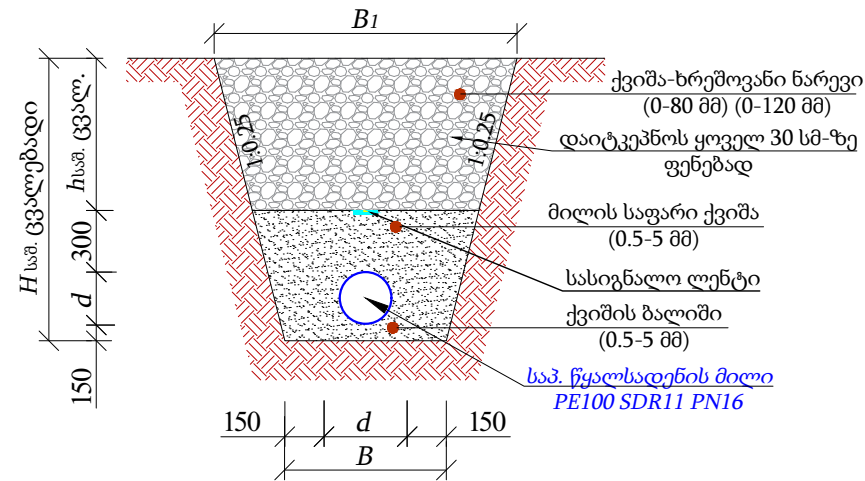 B1
H საშ. ცვალებადი
h საშ. ცვალ.
300
d
150
1:0.25
1:0.25
ქვიშა-ხრეშოვანი ნარევი
(0-80 მმ) (0-120 მმ)
დაიტკეპნოს ყოველ 30 სმ-ზე
ფენებად
მილის საფარი ქვიშა
(0.5-5 მმ)
სასიგნალო ლენტი
ქვიშის ბალიში
(0.5-5 მმ)
საპ. წყალსადენის მილი
PE100 SDR11 PN16
150
d
150
B